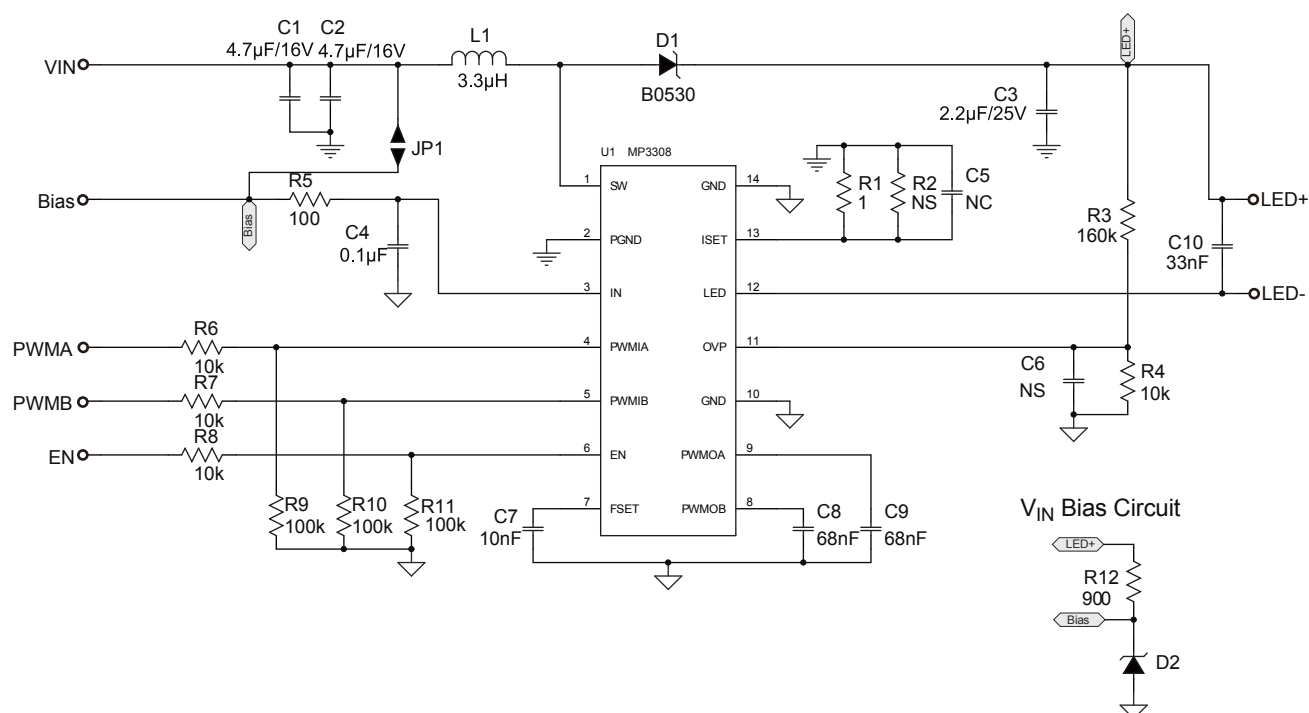 C1
4.7µF/16V
C2
4.7µF/16V
L1
3.3µH
D1
B0530
LED+
VIN
C3
2.2µF/25V
JP1
U1 MP3308
Bias
R5
100
Bias
C4
0.1µF
1 SW
GND 14
2 PGND
ISET 13
3 IN
LED 12
4 PWMIA
OVP 11
5 PWMIB
GND 10
6 EN
PWMOA 9
7 FSET
PWMOB 8
R1
1
R2
NS
C5
NC
R3
160k
LED+
C10
33nF
LED-
PWMA
R6
10k
PWMB
R7
10k
EN
R8
10k
C6
NS
R4
10k
R9
100k
R10
100k
R11
100k
C7
10nF
C8
68nF
C9
68nF
VIN Bias Circuit
LED+
R12
900
Bias
D2